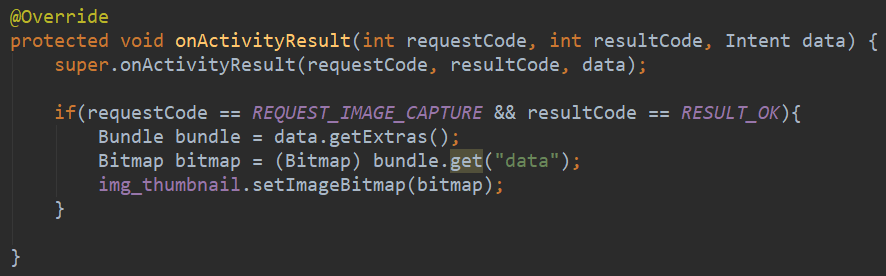 @Override
protected void onActivityResult(int requestCode, int resultCode, Intent data) {
    super.onActivityResult(requestCode, resultCode, data);
    if(requestCode == REQUEST_IMAGE_CAPTURE && resultCode == RESULT_OK){
        Bundle bundle = data.getExtras();
        Bitmap bitmap = (Bitmap) bundle.get("data");
        img_thumbnail.setImageBitmap(bitmap);
    }
}